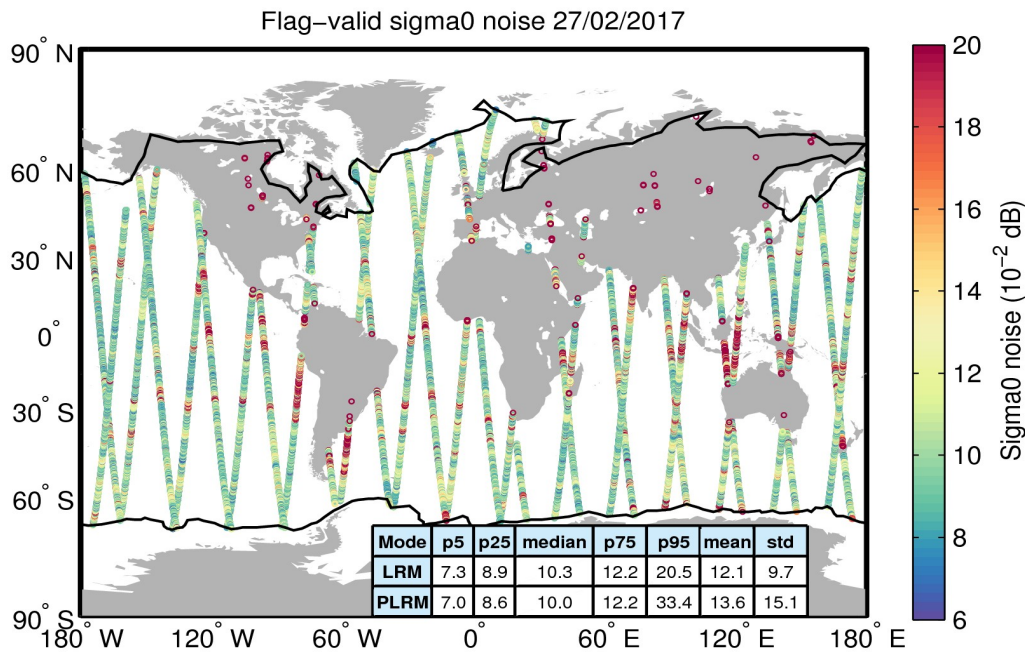 Flag−valid sigma0 noise 27/02/2017
90° N
60° N
30° N
0°
30° S
60° S
90° S
180° W
120° W
60° W
0°
60° E
120° E
180° E
20
18
16
14
12
10
8
6
Sigma0 noise (10⁻² dB)
Mode p5 p25 median p75 p95 mean std
LRM 7.3 8.9 10.3 12.2 20.5 12.1 9.7
PLRM 7.0 8.6 10.0 12.2 33.4 13.6 15.1